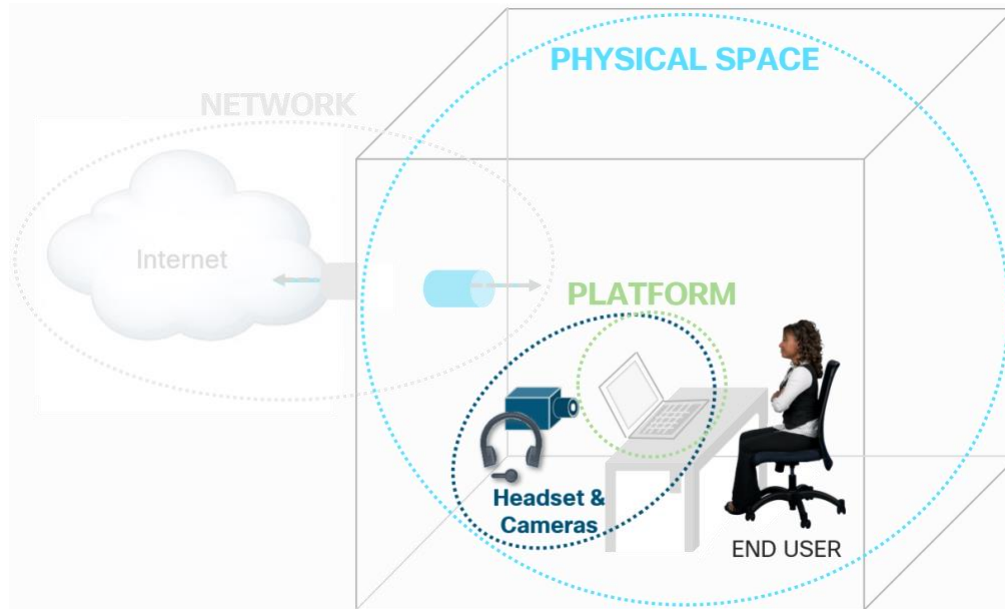 PHYSICAL SPACE
NETWORK
Internet
PLATFORM
Headset &
Cameras
END USER